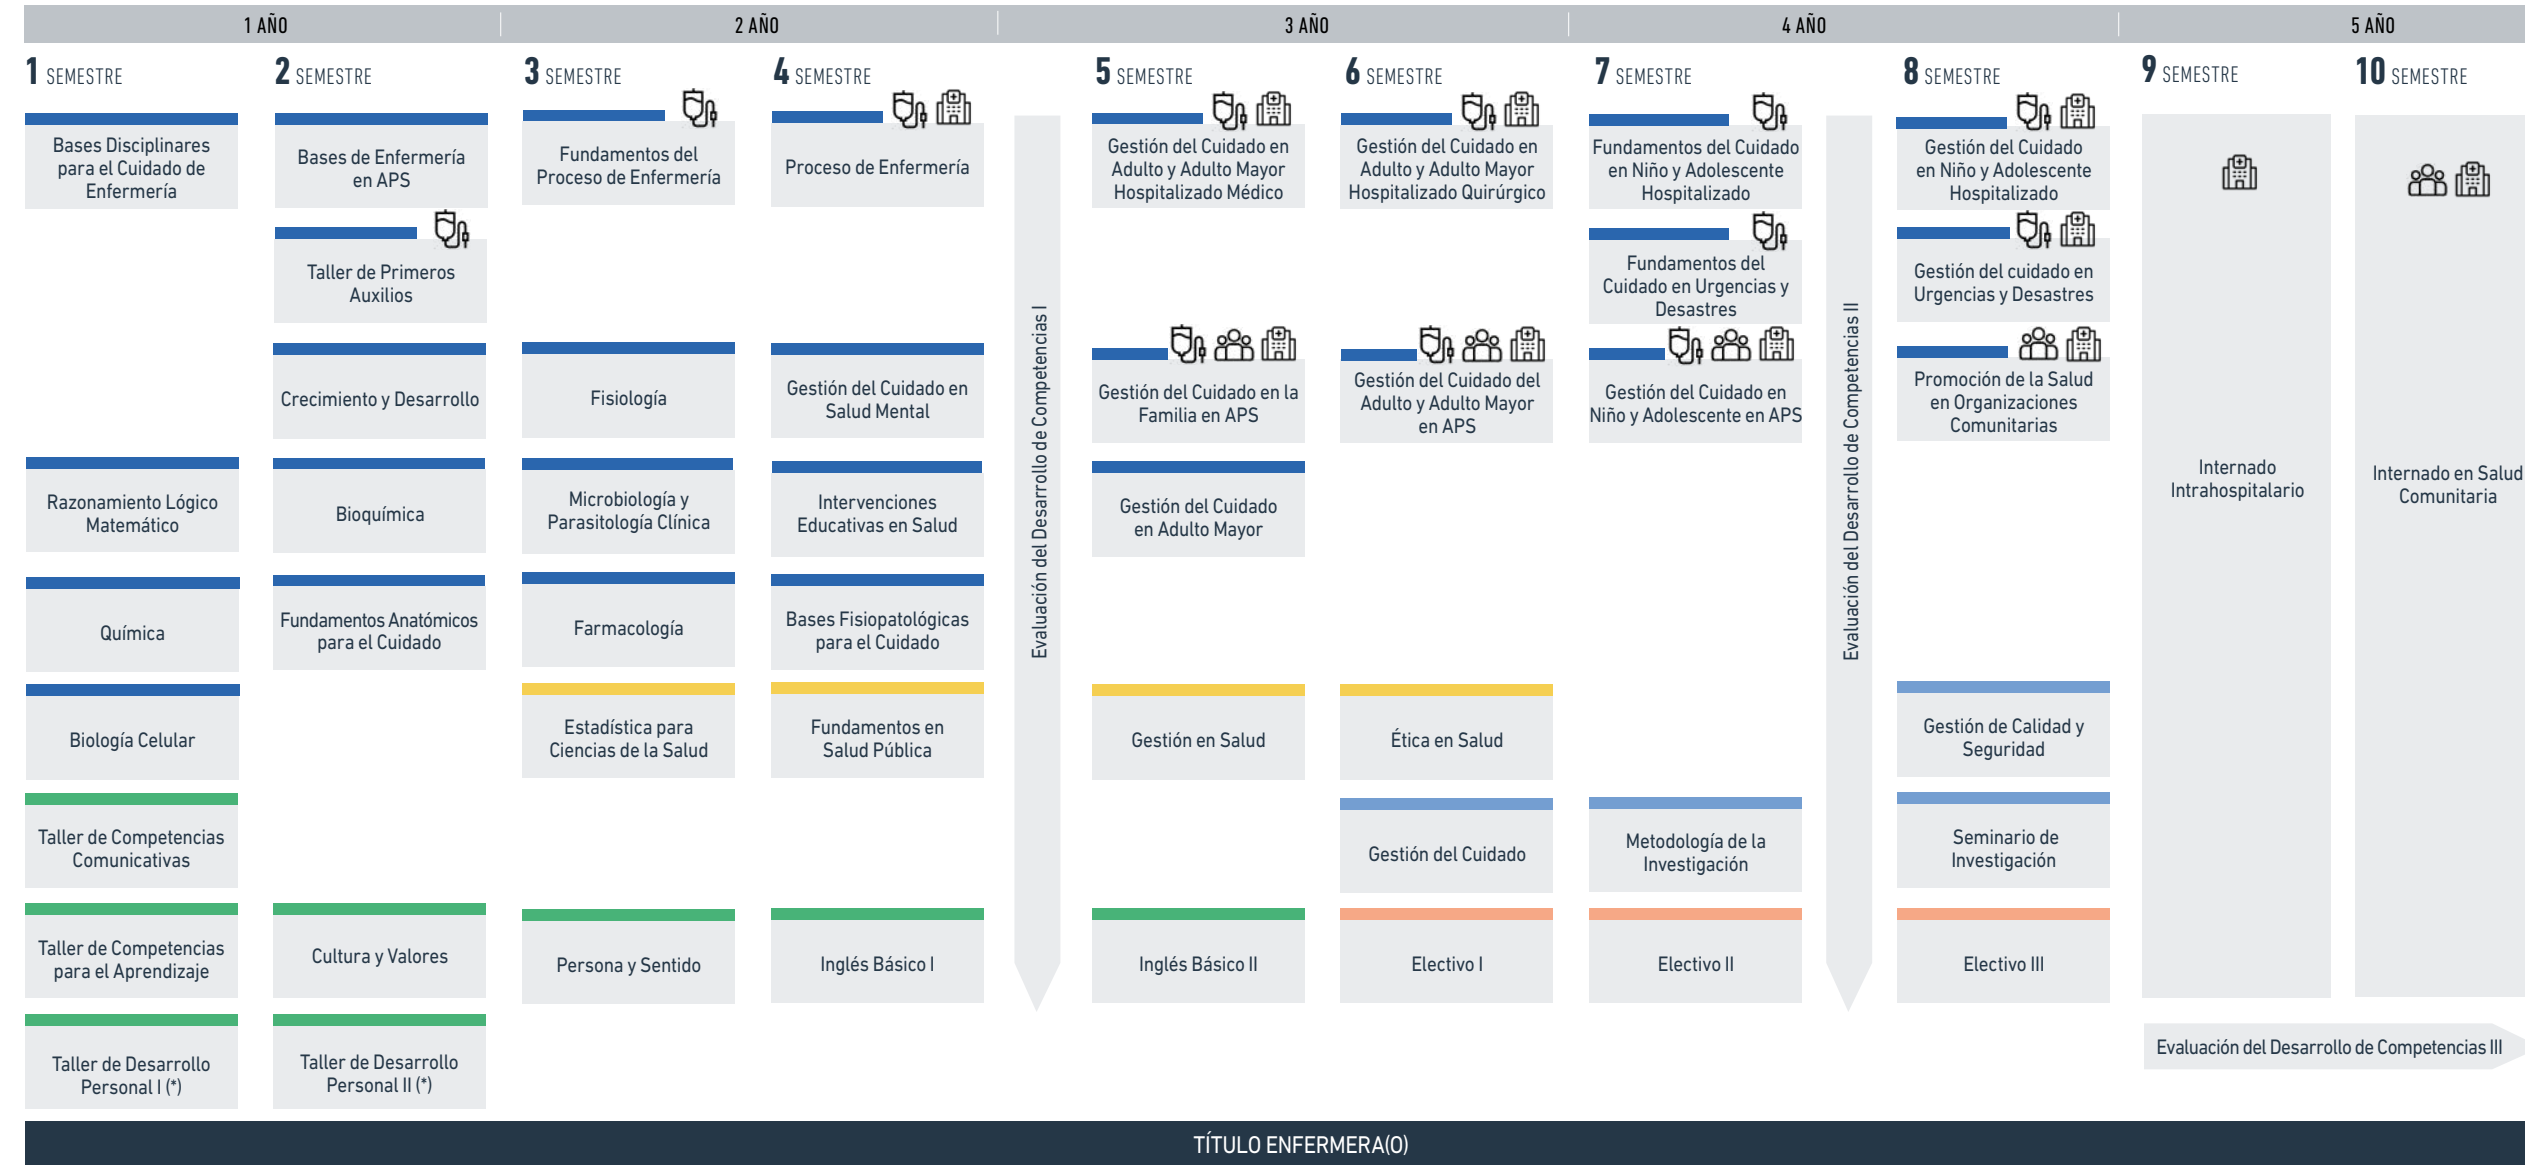 1 AÑO
2 AÑO
3 AÑO
4 AÑO
5 AÑO
1 SEMESTRE
2 SEMESTRE
3 SEMESTRE
4 SEMESTRE
5 SEMESTRE
6 SEMESTRE
7 SEMESTRE
8 SEMESTRE
9 SEMESTRE
10 SEMESTRE
Bases Disciplinares
para el Cuidado de
Enfermería
Razonamiento Lógico
Matemático
Química
Biología Celular
Taller de Competencias
Comunicativas
Taller de Competencias
para el Aprendizaje
Taller de Desarrollo
Personal I (*)
Bases de Enfermería
en APS
Taller de Primeros
Auxilios
Crecimiento y Desarrollo
Bioquímica
Fundamentos Anatómicos
para el Cuidado
Cultura y Valores
Taller de Desarrollo
Personal II (*)
Fundamentos del
Proceso de Enfermería
Fisiología
Microbiología y
Parasitología Clínica
Farmacología
Estadística para
Ciencias de la Salud
Persona y Sentido
Proceso de Enfermería
Gestión del Cuidado en
Salud Mental
Intervenciones
Educativas en Salud
Bases Fisiopatológicas
para el Cuidado
Fundamentos en
Salud Pública
Inglés Básico I
Evaluación del Desarrollo de Competencias I
Gestión del Cuidado en
Adulto y Adulto Mayor
Hospitalizado Médico
Gestión del Cuidado en la
Familia en APS
Gestión del Cuidado
en Adulto Mayor
Gestión en Salud
Inglés Básico II
Gestión del Cuidado en
Adulto y Adulto Mayor
Hospitalizado Quirúrgico
Gestión del Cuidado del
Adulto y Adulto Mayor
en APS
Ética en Salud
Gestión del Cuidado
Electivo I
Fundamentos del Cuidado
en Niño y Adolescente
Hospitalizado
Fundamentos del
Cuidado en Urgencias y
Desastres
Gestión del Cuidado en
Niño y Adolescente en APS
Metodología de la
Investigación
Electivo II
Evaluación del Desarrollo de Competencias II
Gestión del Cuidado
en Niño y Adolescente
Hospitalizado
Gestión del cuidado en
Urgencias y Desastres
Promoción de la Salud
en Organizaciones
Comunitarias
Gestión de Calidad y
Seguridad
Seminario de
Investigación
Electivo III
Internado
Intrahospitalario
Internado en Salud
Comunitaria
Evaluación del Desarrollo de Competencias III
TÍTULO ENFERMERA(O)